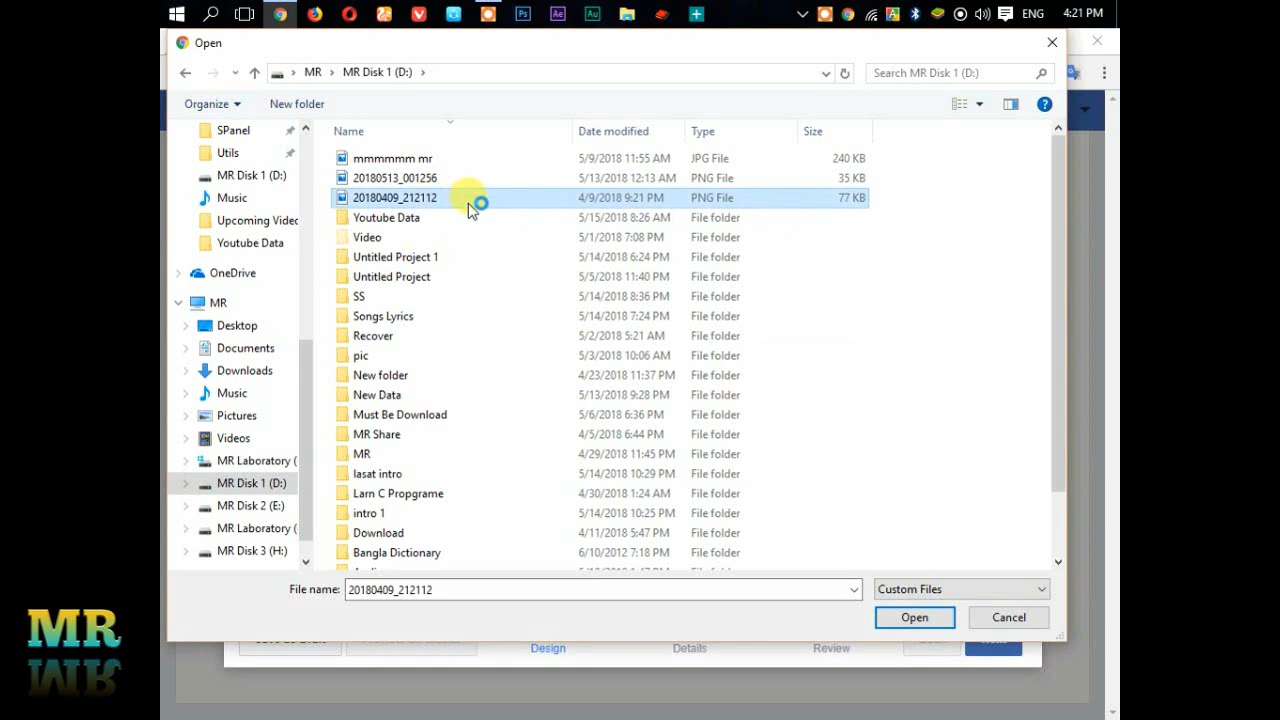 Ps
Ae
Au
A
ENG
4:21 PM
Open
MR
MR Disk 1 (D:)
Search MR Disk 1 (D:)
Organize
New folder
?
SPanel
Utils
MR Disk 1 (D:)
Music
Upcoming Videc
Youtube Data
OneDrive
MR
Desktop
Documents
Downloads
Music
Pictures
Videos
MR Laboratory (
MR Disk 1 (D:)
MR Disk 2 (E:)
MR Laboratory (
MR Disk 3 (H:)
Name Date modified Type Size
mmmmmm mr 5/9/2018 11:55 AM JPG File 240 KB
20180513_001256 5/13/2018 12:13 AM PNG File 35 KB
20180409_212112 4/9/2018 9:21 PM PNG File 77 KB
Youtube Data 5/15/2018 8:26 AM File folder
Video 5/1/2018 7:08 PM File folder
Untitled Project 1 5/14/2018 6:24 PM File folder
Untitled Project 5/5/2018 11:40 PM File folder
SS 5/14/2018 8:36 PM File folder
Songs Lyrics 5/14/2018 7:24 PM File folder
Recover 5/2/2018 5:21 AM File folder
pic 5/3/2018 10:06 AM File folder
New folder 4/23/2018 11:37 PM File folder
New Data 5/13/2018 9:28 PM File folder
Must Be Download 5/6/2018 6:36 PM File folder
MR Share 4/5/2018 6:44 PM File folder
MR 4/29/2018 11:45 PM File folder
lasat intro 5/14/2018 10:29 PM File folder
Larn C Propgrame 4/30/2018 1:24 AM File folder
intro 1 5/14/2018 10:25 PM File folder
Download 4/11/2018 5:47 PM File folder
Bangla Dictionary 6/10/2012 7:18 PM File folder
File name: 20180409_212112
Custom Files
Open
Cancel
Design
Details
Review
MR